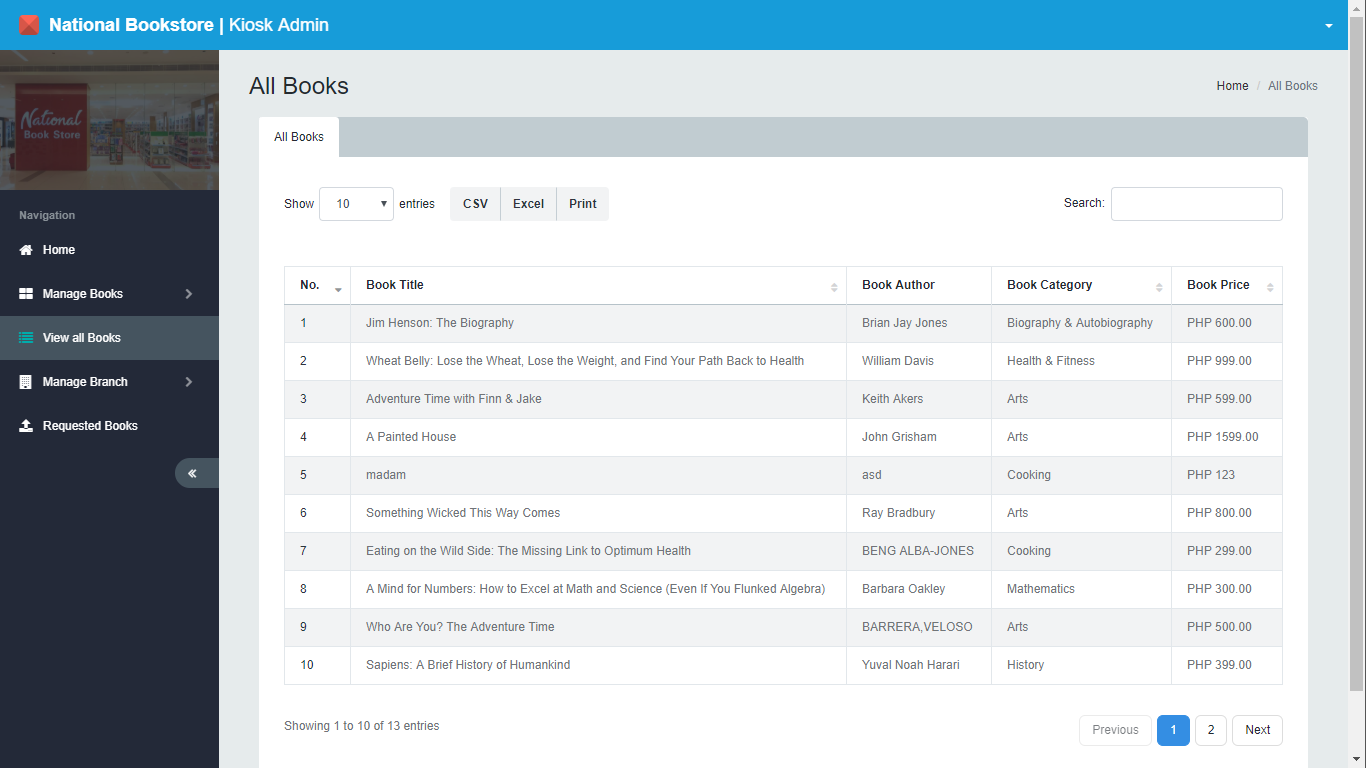 National Bookstore | Kiosk Admin
National
Book Store
Navigation
Home
Manage Books
View all Books
Manage Branch
Requested Books
All Books
Home / All Books
All Books
Show 10 entries CSV Excel Print Search:
No. Book Title Book Author Book Category Book Price
1 Jim Henson: The Biography Brian Jay Jones Biography & Autobiography PHP 600.00
2 Wheat Belly: Lose the Wheat, Lose the Weight, and Find Your Path Back to Health William Davis Health & Fitness PHP 999.00
3 Adventure Time with Finn & Jake Keith Akers Arts PHP 599.00
4 A Painted House John Grisham Arts PHP 1599.00
5 madam asd Cooking PHP 123
6 Something Wicked This Way Comes Ray Bradbury Arts PHP 800.00
7 Eating on the Wild Side: The Missing Link to Optimum Health BENG ALBA-JONES Cooking PHP 299.00
8 A Mind for Numbers: How to Excel at Math and Science (Even If You Flunked Algebra) Barbara Oakley Mathematics PHP 300.00
9 Who Are You? The Adventure Time BARRERA,VELOSO Arts PHP 500.00
10 Sapiens: A Brief History of Humankind Yuval Noah Harari History PHP 399.00
Showing 1 to 10 of 13 entries Previous 1 2 Next